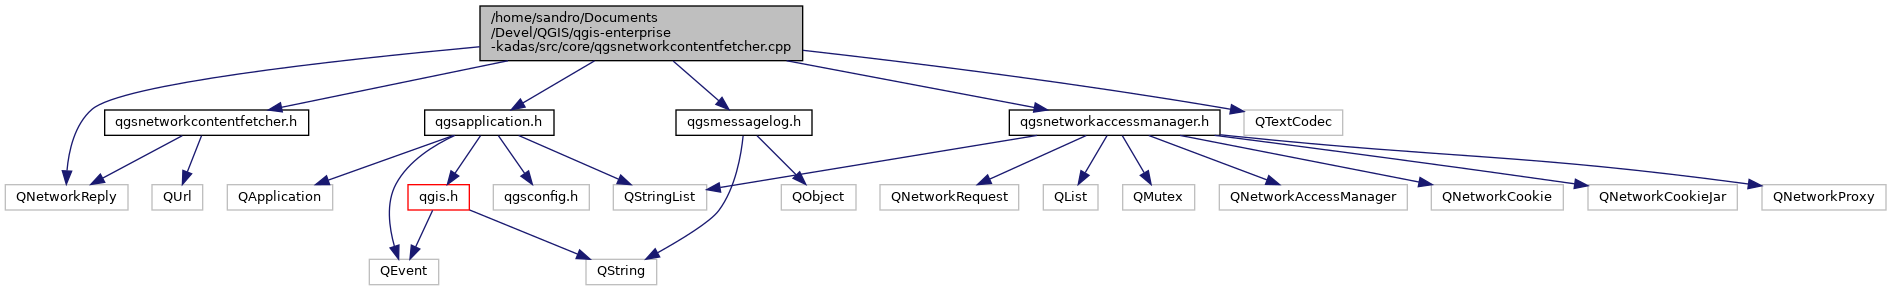 /home/sandro/Documents
/Devel/QGIS/qgis-enterprise
-kadas/src/core/qgsnetworkcontentfetcher.cpp
qgsnetworkcontentfetcher.h
qgsapplication.h
qgsmessagelog.h
qgsnetworkaccessmanager.h
QTextCodec
QNetworkReply
QUrl
QApplication
qgis.h
qgsconfig.h
QStringList
QObject
QNetworkRequest
QList
QMutex
QNetworkAccessManager
QNetworkCookie
QNetworkCookieJar
QNetworkProxy
QEvent
QString